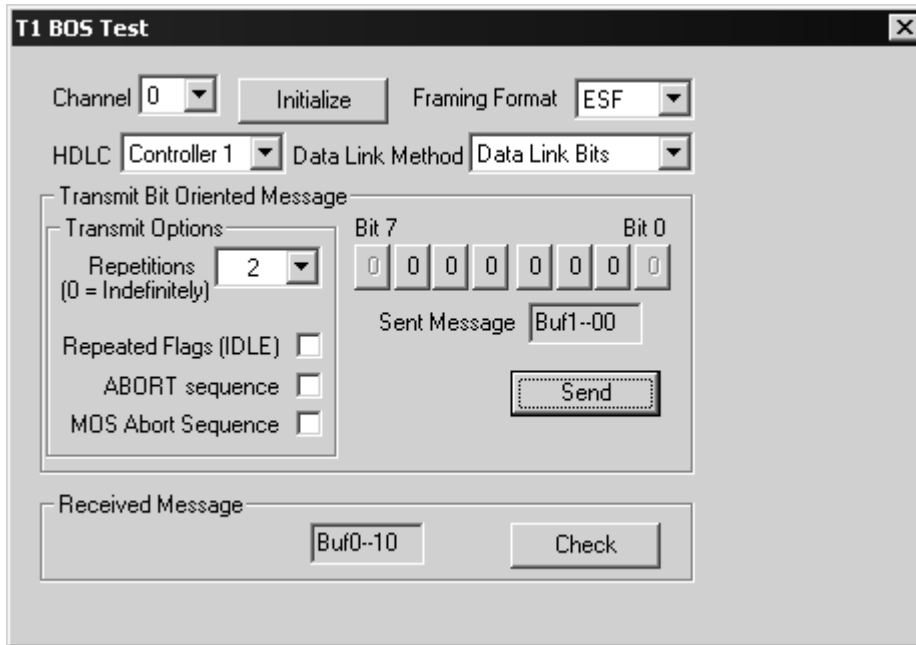 T1 BOS Test
Channel 0 Initialize Framing Format ESF
HDLC Controller 1 Data Link Method Data Link Bits
Transmit Bit Oriented Message
Transmit Options
Bit 7 Bit 0
Repetitions 2
(0 = Indefinitely)
0 0 0 0 0 0 0 0
Sent Message Buf1--00
Repeated Flags (IDLE)
ABORT sequence
Send
MOS Abort Sequence
Received Message
Buf0--10 Check